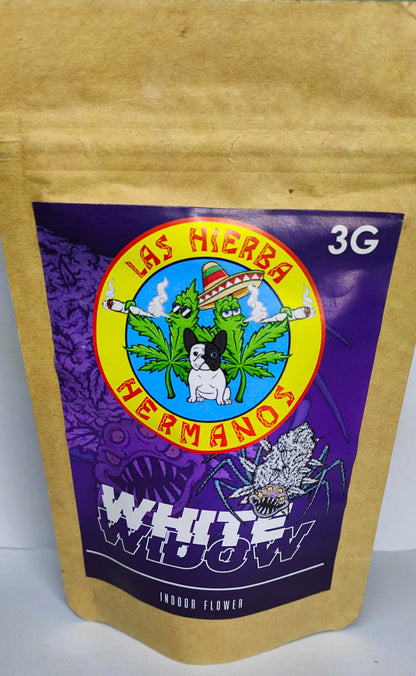 3G
LAS HIERBA
HERMANOS
WHITE
WIDOW
INDOOR FLOWER